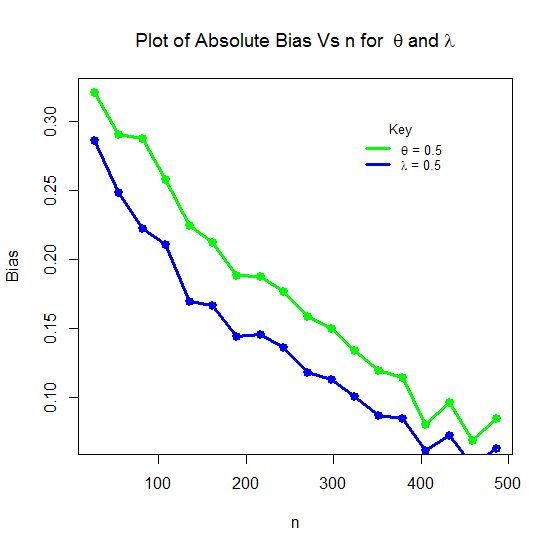 Plot of Absolute Bias Vs n for θ and λ
Key
θ = 0.5
λ = 0.5
Bias
0.30
0.25
0.20
0.15
0.10
100 200 300 400 500
n